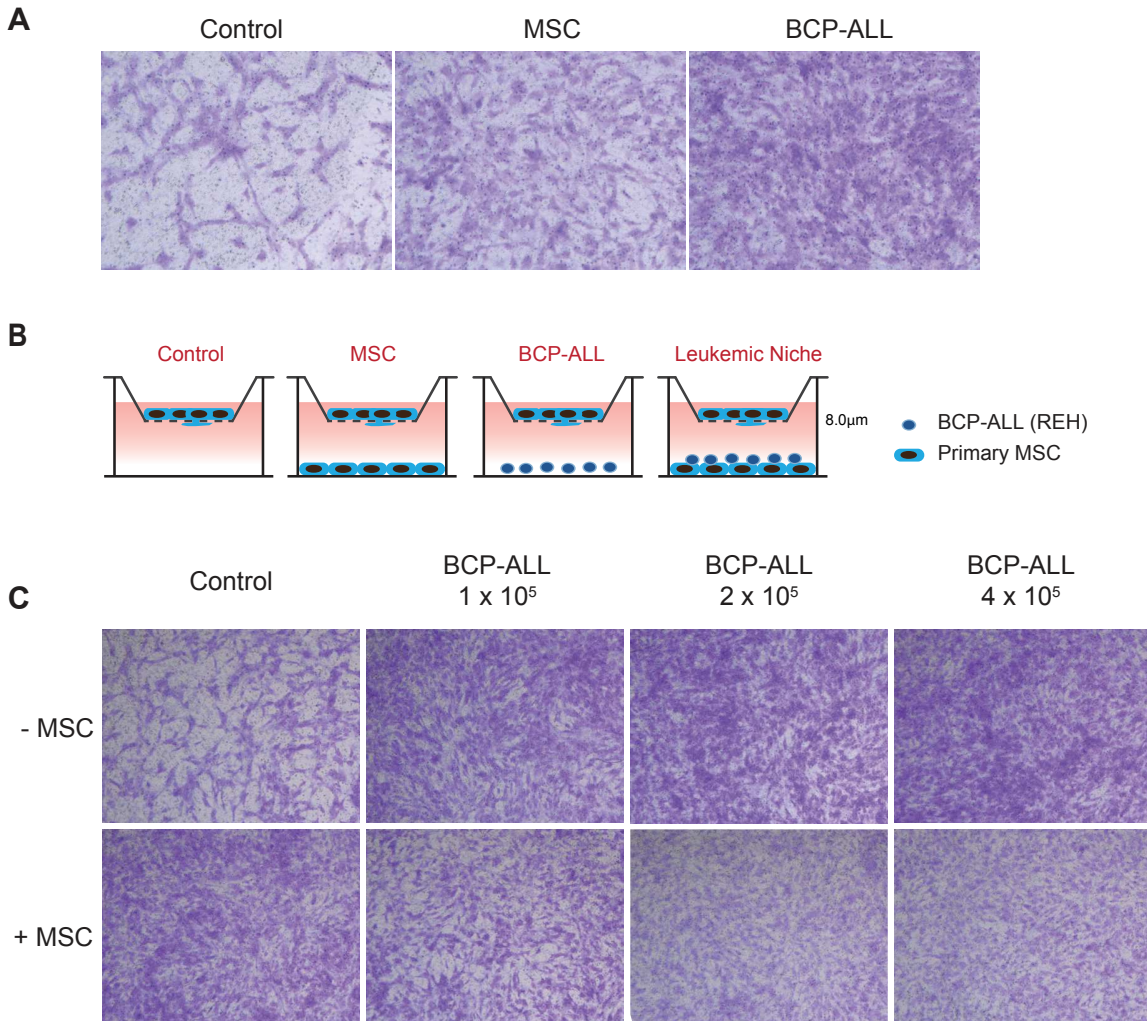 A
Control
MSC
BCP-ALL
B
Control
MSC
BCP-ALL
Leukemic Niche
8.0μm
BCP-ALL (REH)
Primary MSC
C
Control
BCP-ALL
1 x 10⁵
BCP-ALL
2 x 10⁵
BCP-ALL
4 x 10⁵
- MSC
+ MSC